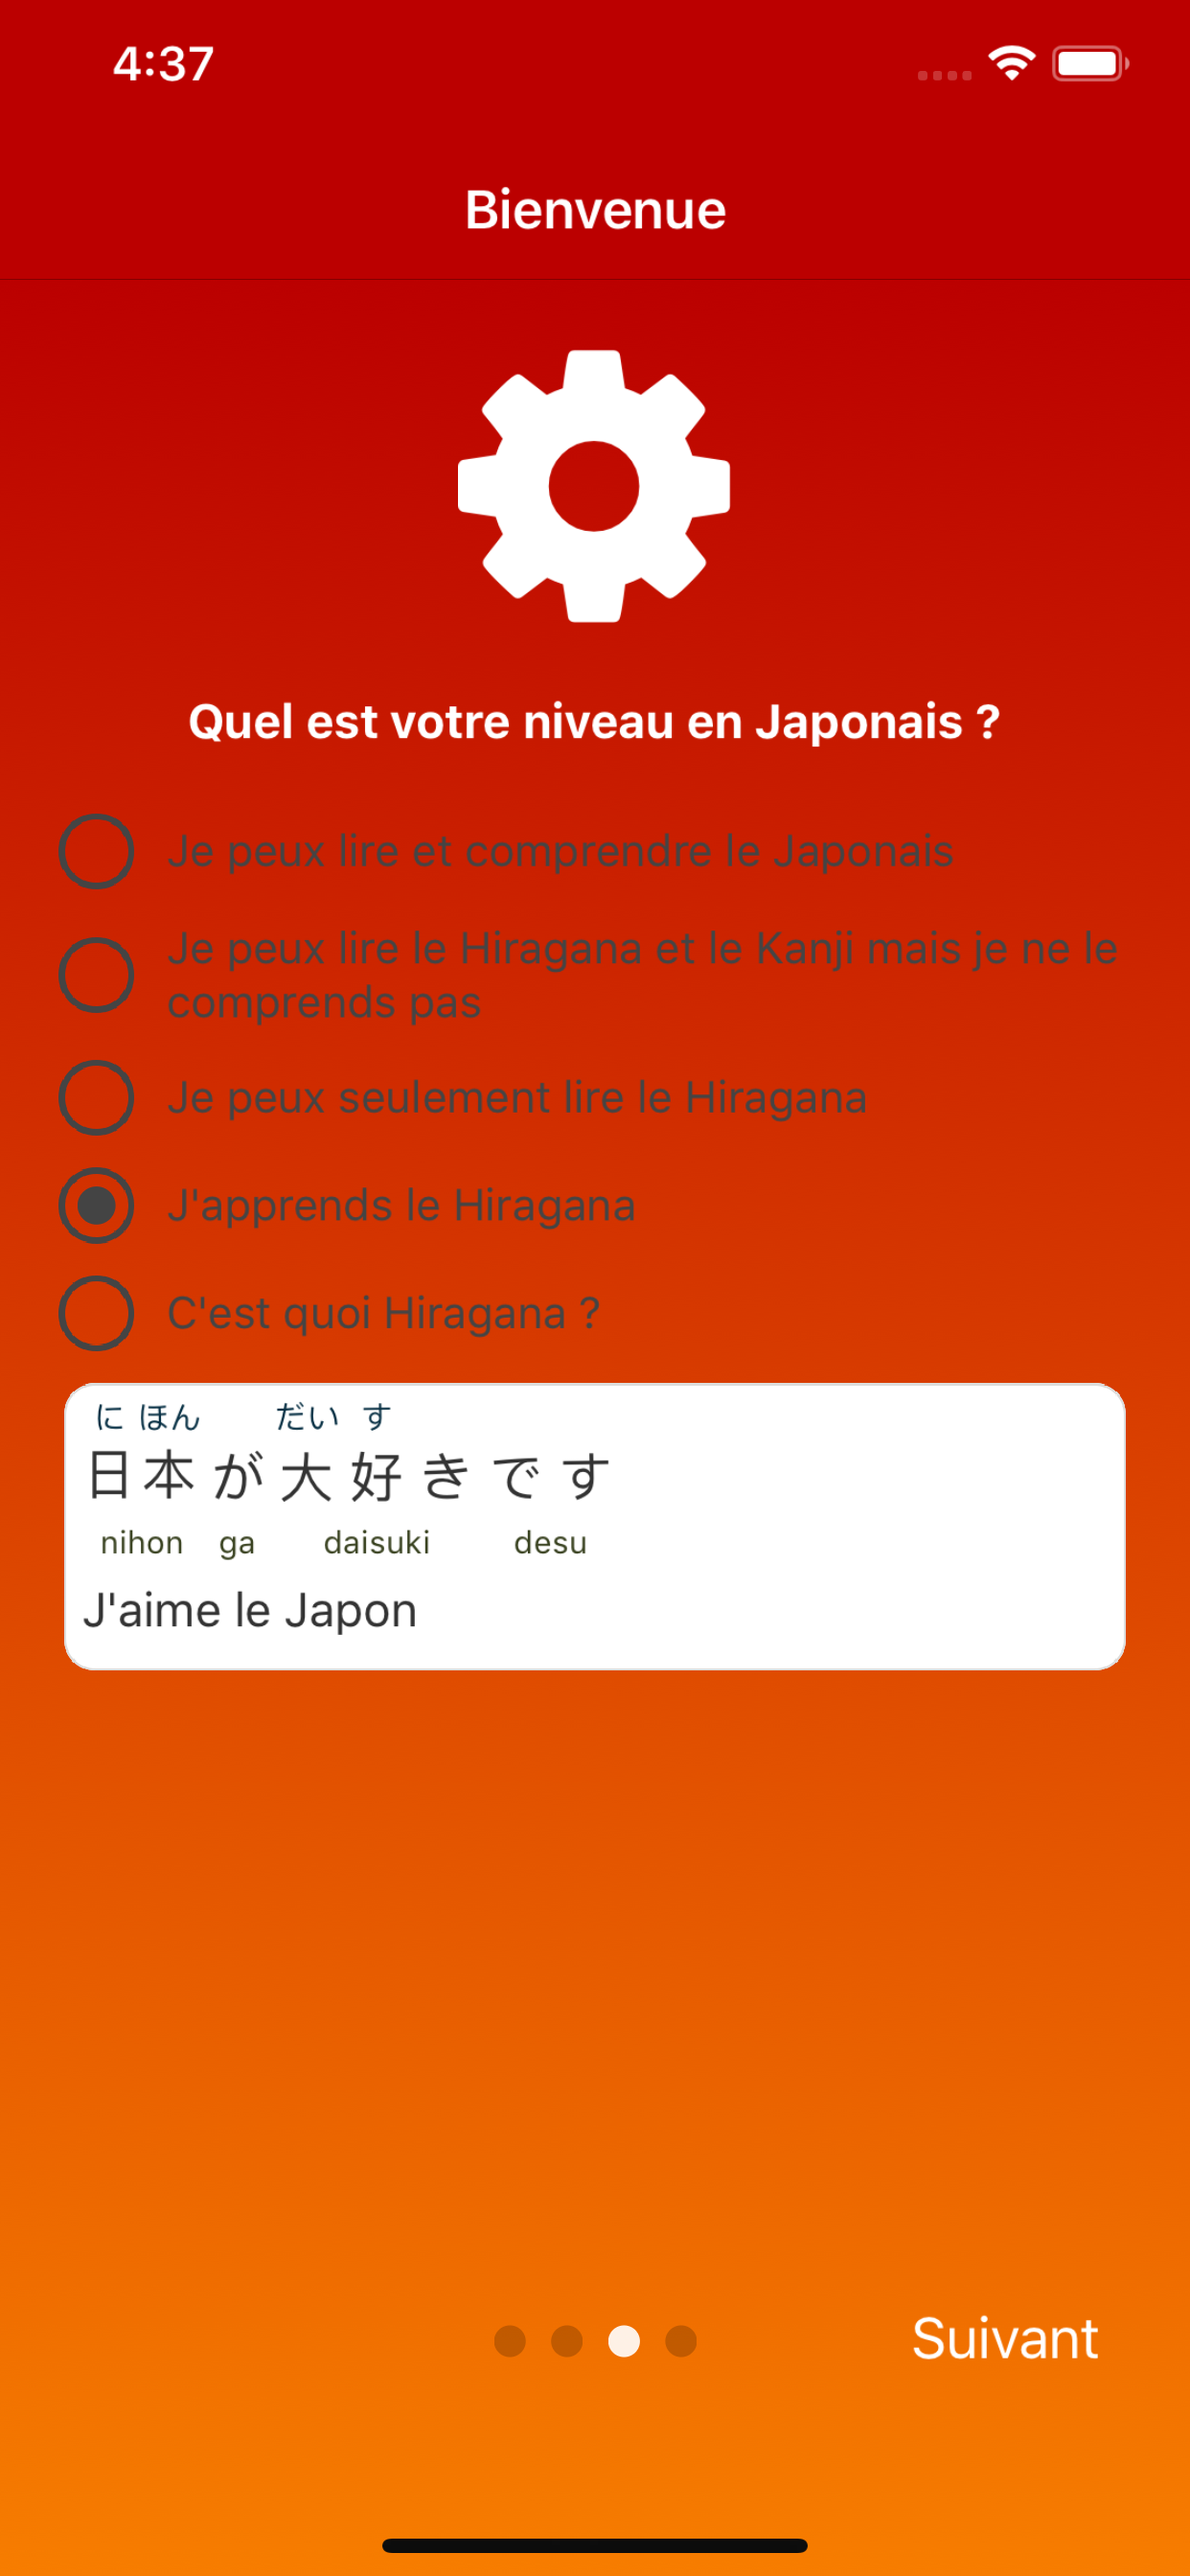 4:37
Bienvenue
Quel est votre niveau en Japonais ?
Je peux lire et comprendre le Japonais
Je peux lire le Hiragana et le Kanji mais je ne le
comprends pas
Je peux seulement lire le Hiragana
J'apprends le Hiragana
C'est quoi Hiragana ?
に ほん だい す
日本が大好きです
nihon ga daisuki desu
J'aime le Japon
Suivant